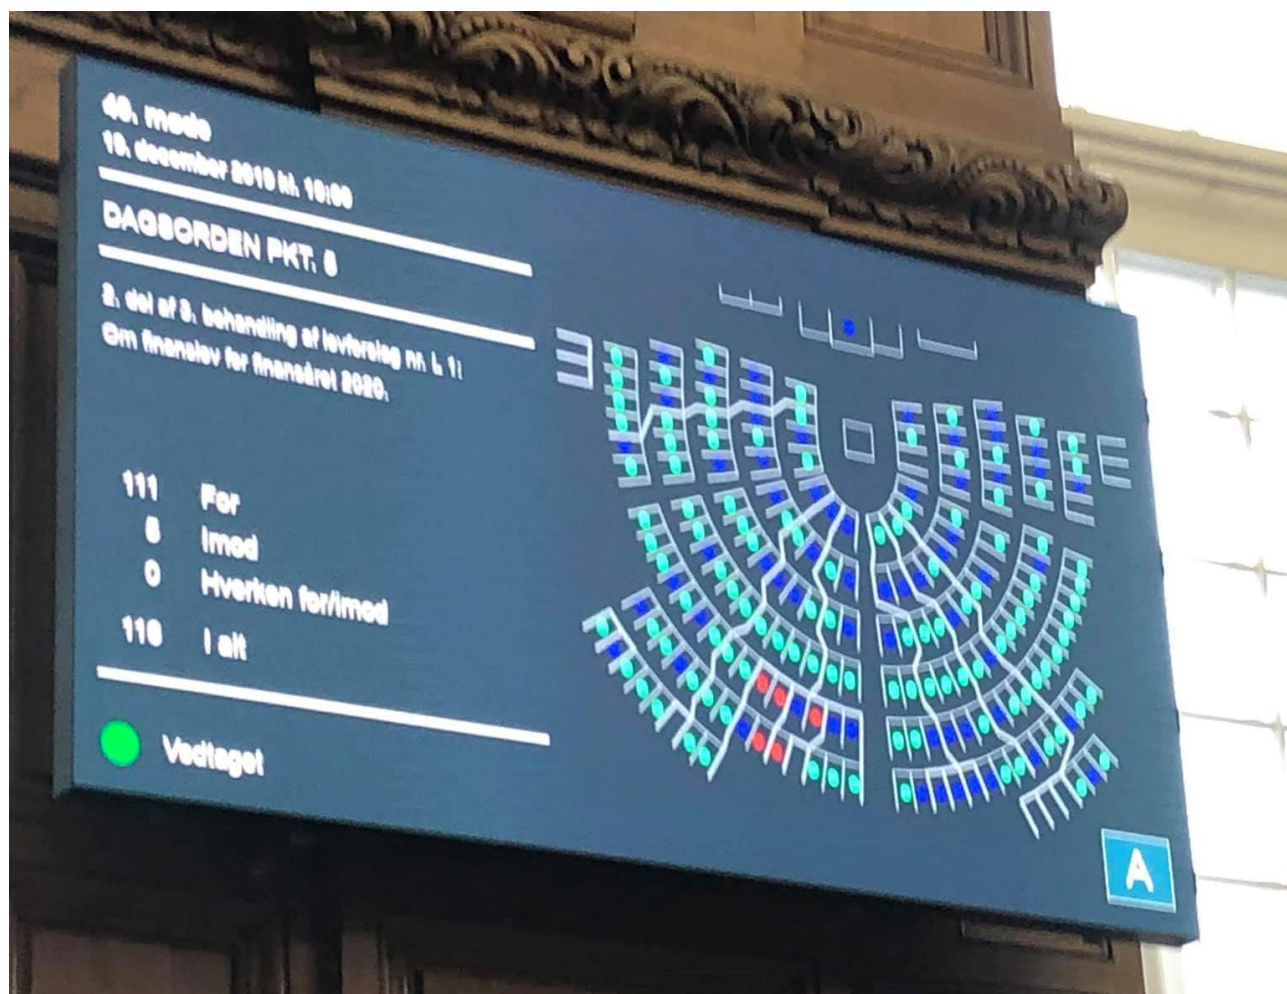 møde
december 2019 kl. 10:00
DAGSORDEN PKT.
2. del af 3. behandling af lovforslag nr. L 1:
Om finanslov for finansåret 2020.
111 For
5 Imod
0 Hverken for/imod
116 I alt
Vedtaget
A